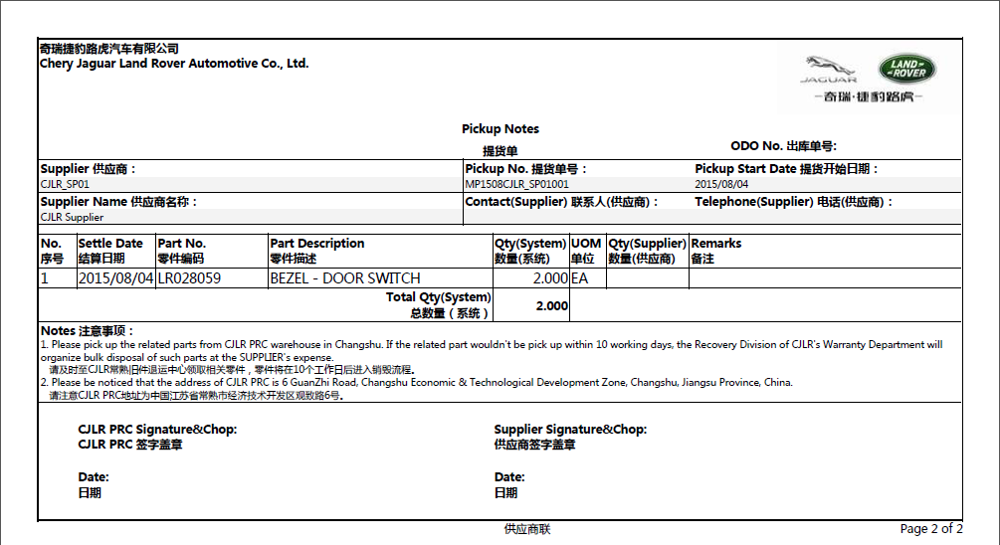 奇瑞捷豹路虎汽车有限公司
Chery Jaguar Land Rover Automotive Co., Ltd.
JAGUAR
LAND-ROVER
奇瑞·捷豹路虎
Pickup Notes
提货单
ODO No. 出库单号:
Supplier 供应商：
Pickup No. 提货单号：
Pickup Start Date 提货开始日期：
CJLR_SP01
MP1508CJLR_SP01001
2015/08/04
Supplier Name 供应商名称：
Contact(Supplier) 联系人(供应商)：
Telephone(Supplier) 电话(供应商)：
CJLR Supplier
No. Settle Date Part No. Part Description Qty(System) UOM Qty(Supplier) Remarks
序号 结算日期 零件编码 零件描述 数量(系统) 单位 数量(供应商) 备注
1 2015/08/04 LR028059 BEZEL - DOOR SWITCH 2.000 EA
Total Qty(System)
总数量（系统） 2.000
Notes 注意事项：
1. Please pick up the related parts from CJLR PRC warehouse in Changshu. If the related part wouldn't be pick up within 10 working days, the Recovery Division of CJLR's Warranty Department will
organize bulk disposal of such parts at the SUPPLIER's expense.
请及时至CJLR常熟旧件退运中心领取相关零件，零件将在10个工作日后进入销毁流程。
2. Please be noticed that the address of CJLR PRC is 6 GuanZhi Road, Changshu Economic & Technological Development Zone, Changshu, Jiangsu Province, China.
请注意CJLR PRC地址为中国江苏省常熟市经济技术开发区观致路6号。
CJLR PRC Signature&Chop:
CJLR PRC 签字盖章
Supplier Signature&Chop:
供应商签字盖章
Date:
日期
Date:
日期
供应商联
Page 2 of 2